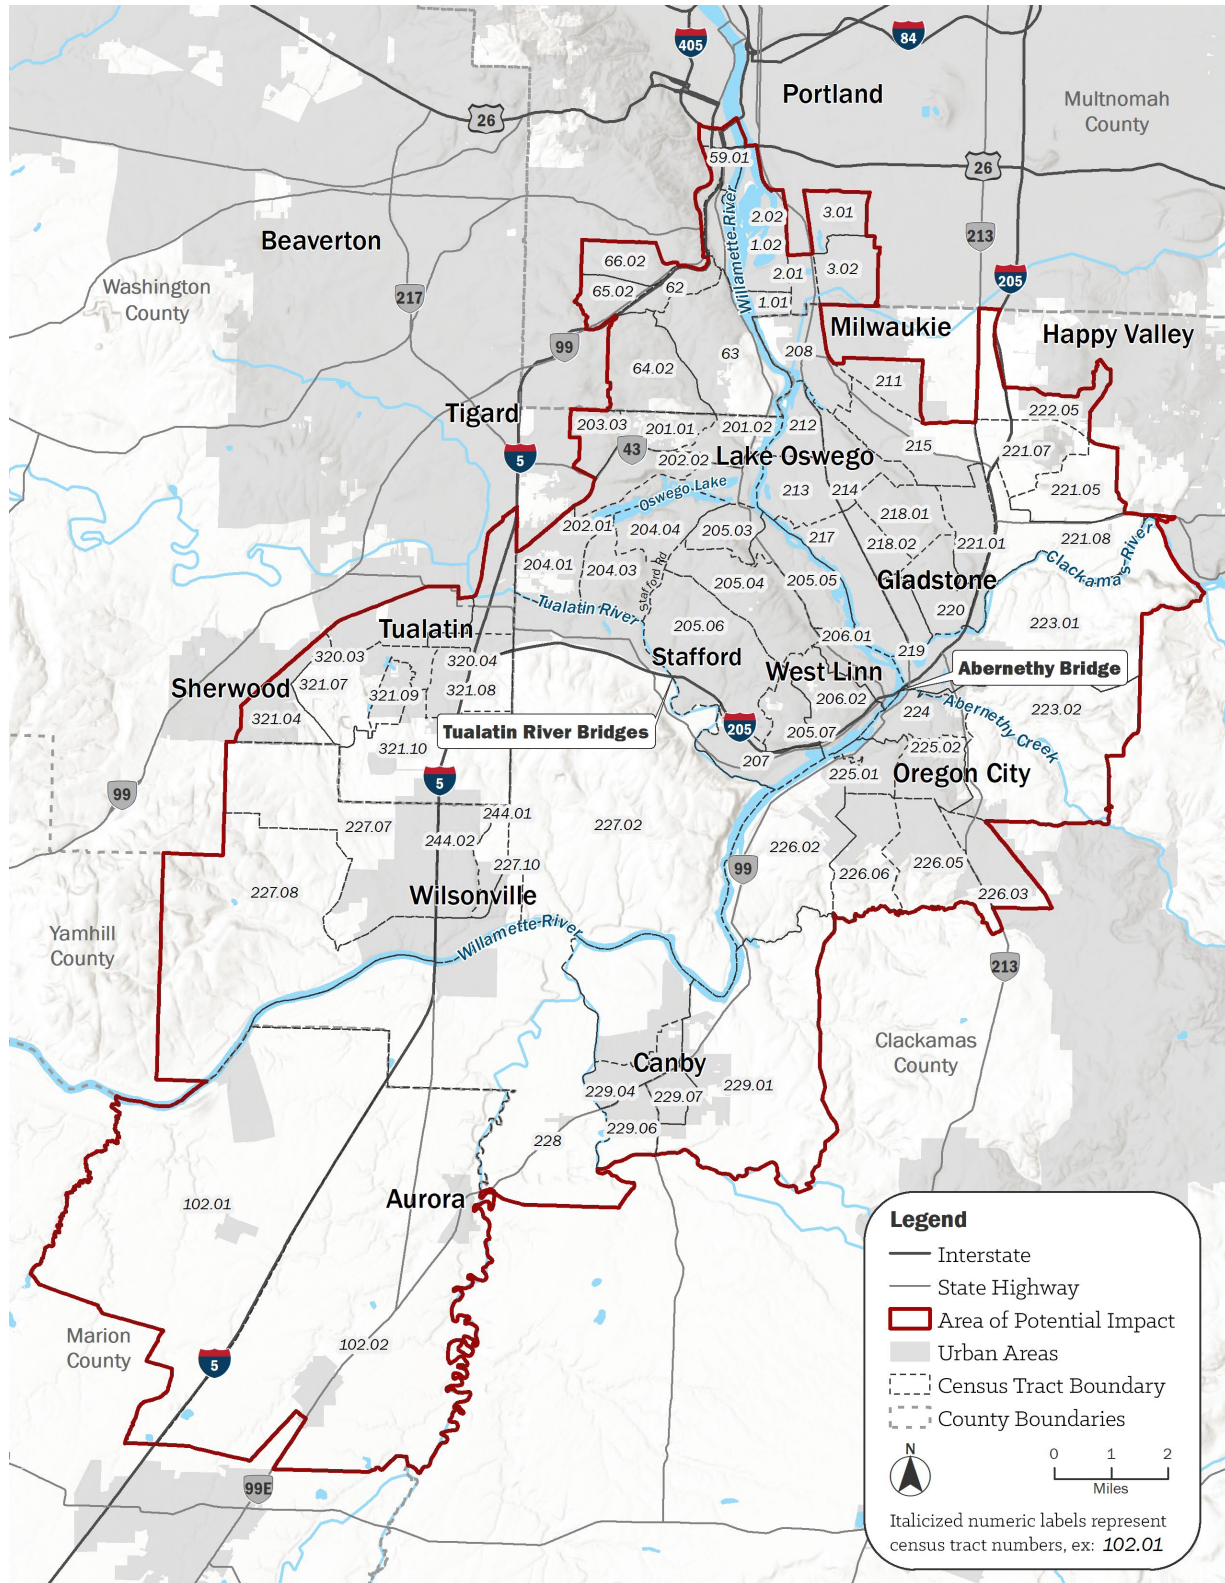 405
84
Portland
Multnomah
County
26
59.01
26
2.02
3.01
Willamette River
1.02
213
Beaverton
66.02
3.02
2.01
205
Washington
County
65.02
62
217
1.01
Milwaukie
Happy Valley
99
63
208
64.02
211
222.05
Tigard
203.03
201.01
201.02
212
43
215
221.07
5
202.02
Lake Oswego
Oswego Lake
213
214
221.05
218.01
202.01
204.04
205.03
217
218.02
221.01
221.08
Clackamas River
204.01
204.03
Stafford Rd
205.04
205.05
Gladstone
Tualatin River
220
223.01
Tualatin
205.06
206.01
219
320.03
320.04
Stafford
West Linn
Abernethy Bridge
Sherwood
321.07
321.09
321.08
206.02
224
Abernethy Creek
223.02
321.04
Tualatin River Bridges
205
205.07
321.10
207
225.02
225.01
Oregon City
5
99
244.01
227.07
227.02
244.02
226.02
227.10
99
226.05
226.06
227.08
Wilsonville
226.03
Yamhill
County
Willamette River
213
Clackamas
County
Canby
229.04
229.07
229.01
229.06
228
Aurora
102.01
Marion
County
102.02
5
99E
Legend
Interstate
State Highway
Area of Potential Impact
Urban Areas
Census Tract Boundary
County Boundaries
N
0 1 2
Miles
Italicized numeric labels represent
census tract numbers, ex: 102.01